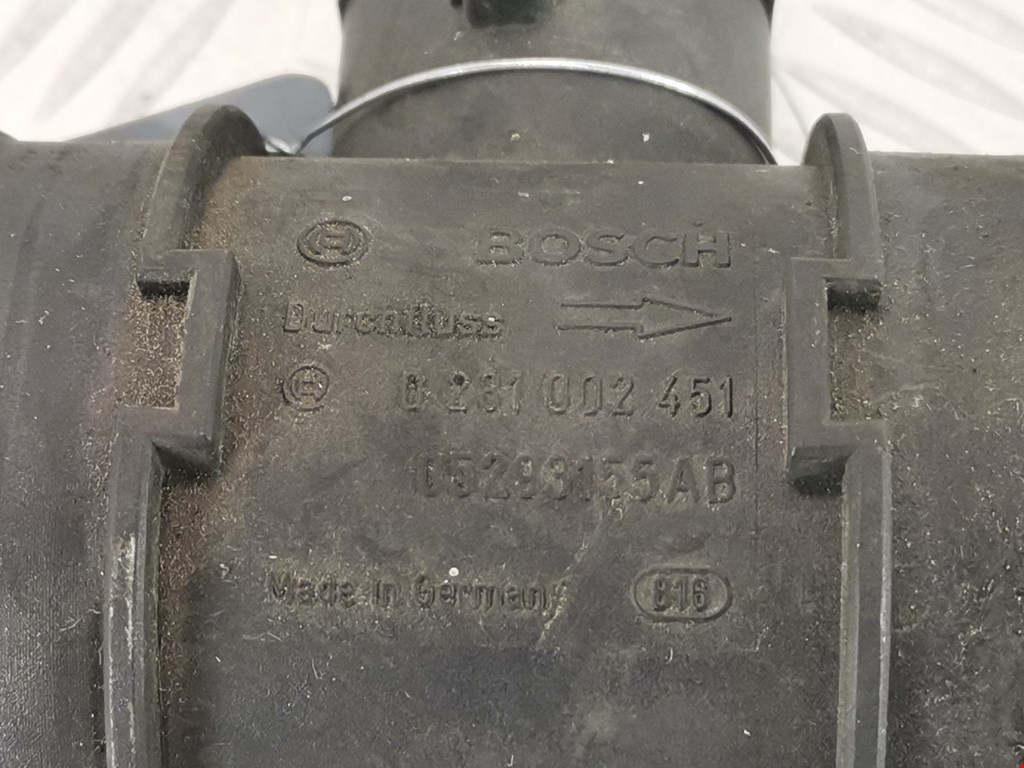 BOSCH
Durchfluss
0 281 002 451
05293155AB
Made in Germany 816